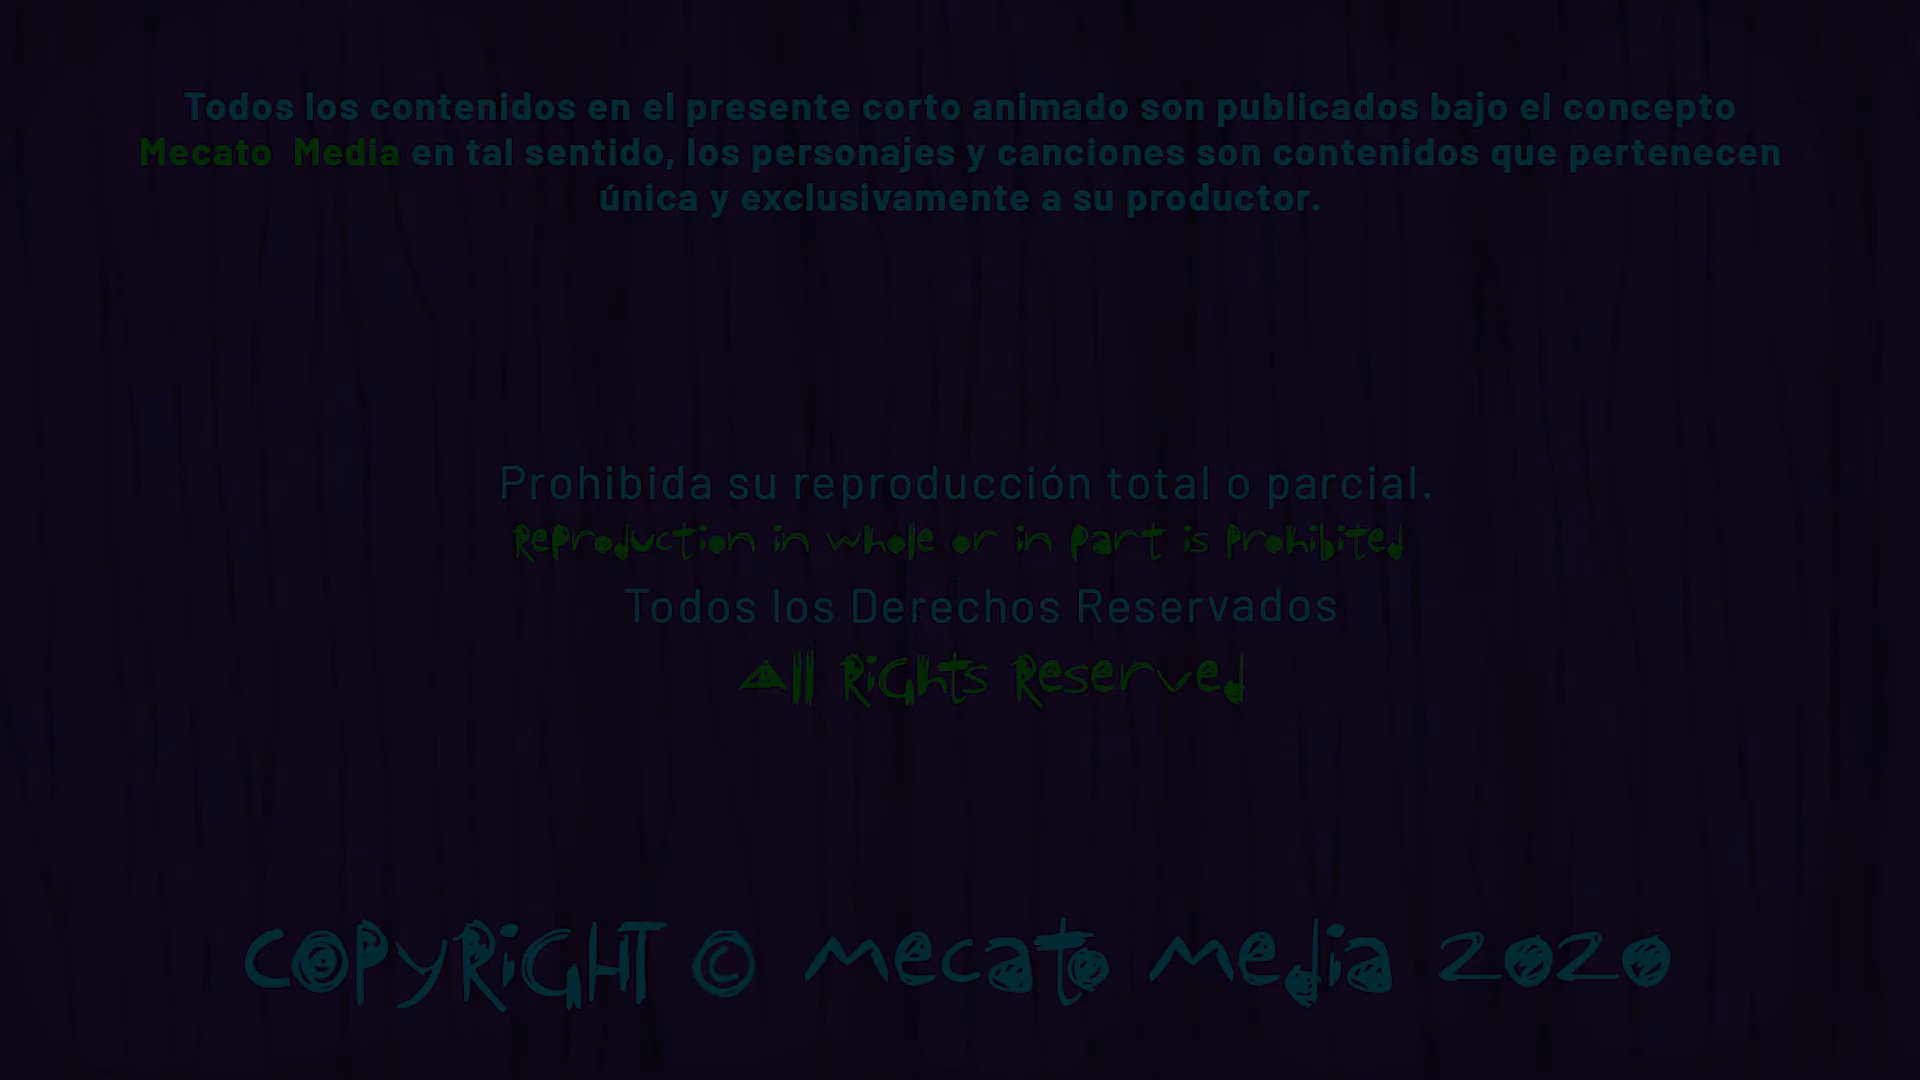 Todos los contenidos en el presente corto animado son publicados bajo el concepto
Mecato Media en tal sentido, los personajes y canciones son contenidos que pertenecen
única y exclusivamente a su productor.
Prohibida su reproducción total o parcial.
Reproduction in whole or in Part is Prohibited
Todos los Derechos Reservados
All Rights Reserved
COPYRIGHT © mecato media 2020